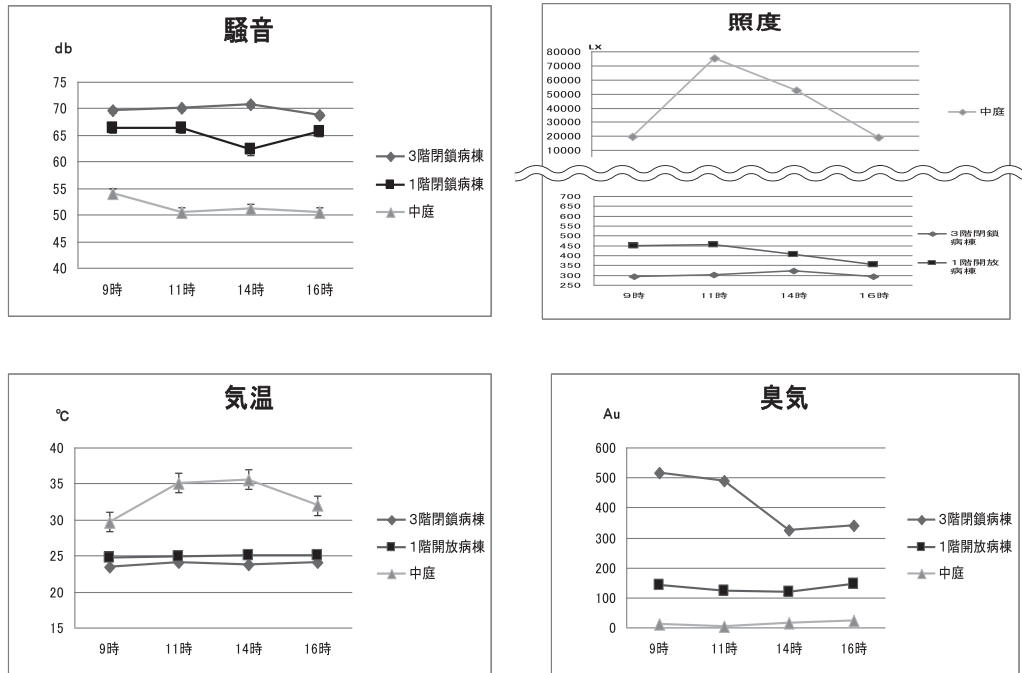 騒音
db
75
70
65
60
55
50
45
40
9時 11時 14時 16時
3階閉鎖病棟
1階閉鎖病棟
中庭
照度
LX
80000
70000
60000
50000
40000
30000
20000
10000
中庭
700
650
600
550
500
450
400
350
300
250
9時 11時 14時 16時
3階閉鎖
病棟
1階開放
病棟
気温
℃
40
35
30
25
20
15
9時 11時 14時 16時
3階閉鎖病棟
1階開放病棟
中庭
臭気
Au
600
500
400
300
200
100
0
9時 11時 14時 16時
3階閉鎖病棟
1階開放病棟
中庭